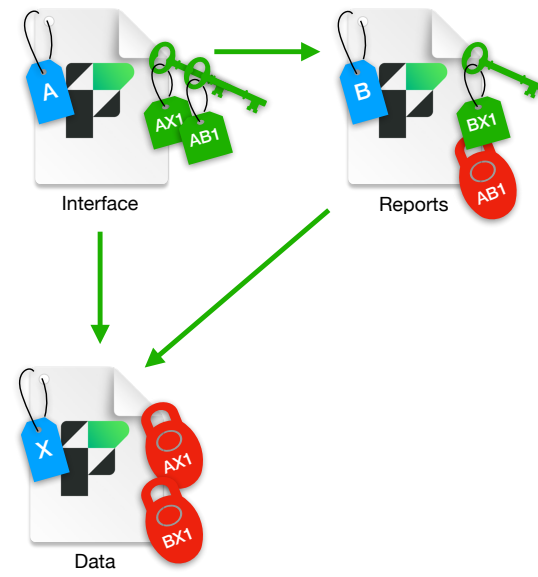 A
AX1
AB1
Interface
B
BX1
AB1
Reports
X
AX1
BX1
Data